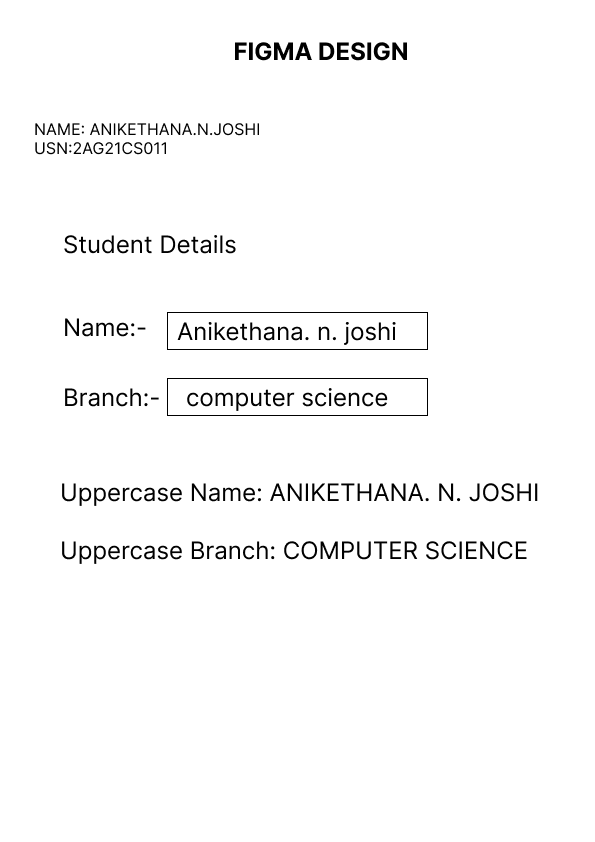 FIGMA DESIGN
NAME: ANIKETHANA.N.JOSHI
USN:2AG21CS011
Student Details
Name:- Anikethana. n. joshi
Branch:- computer science
Uppercase Name: ANIKETHANA. N. JOSHI
Uppercase Branch: COMPUTER SCIENCE